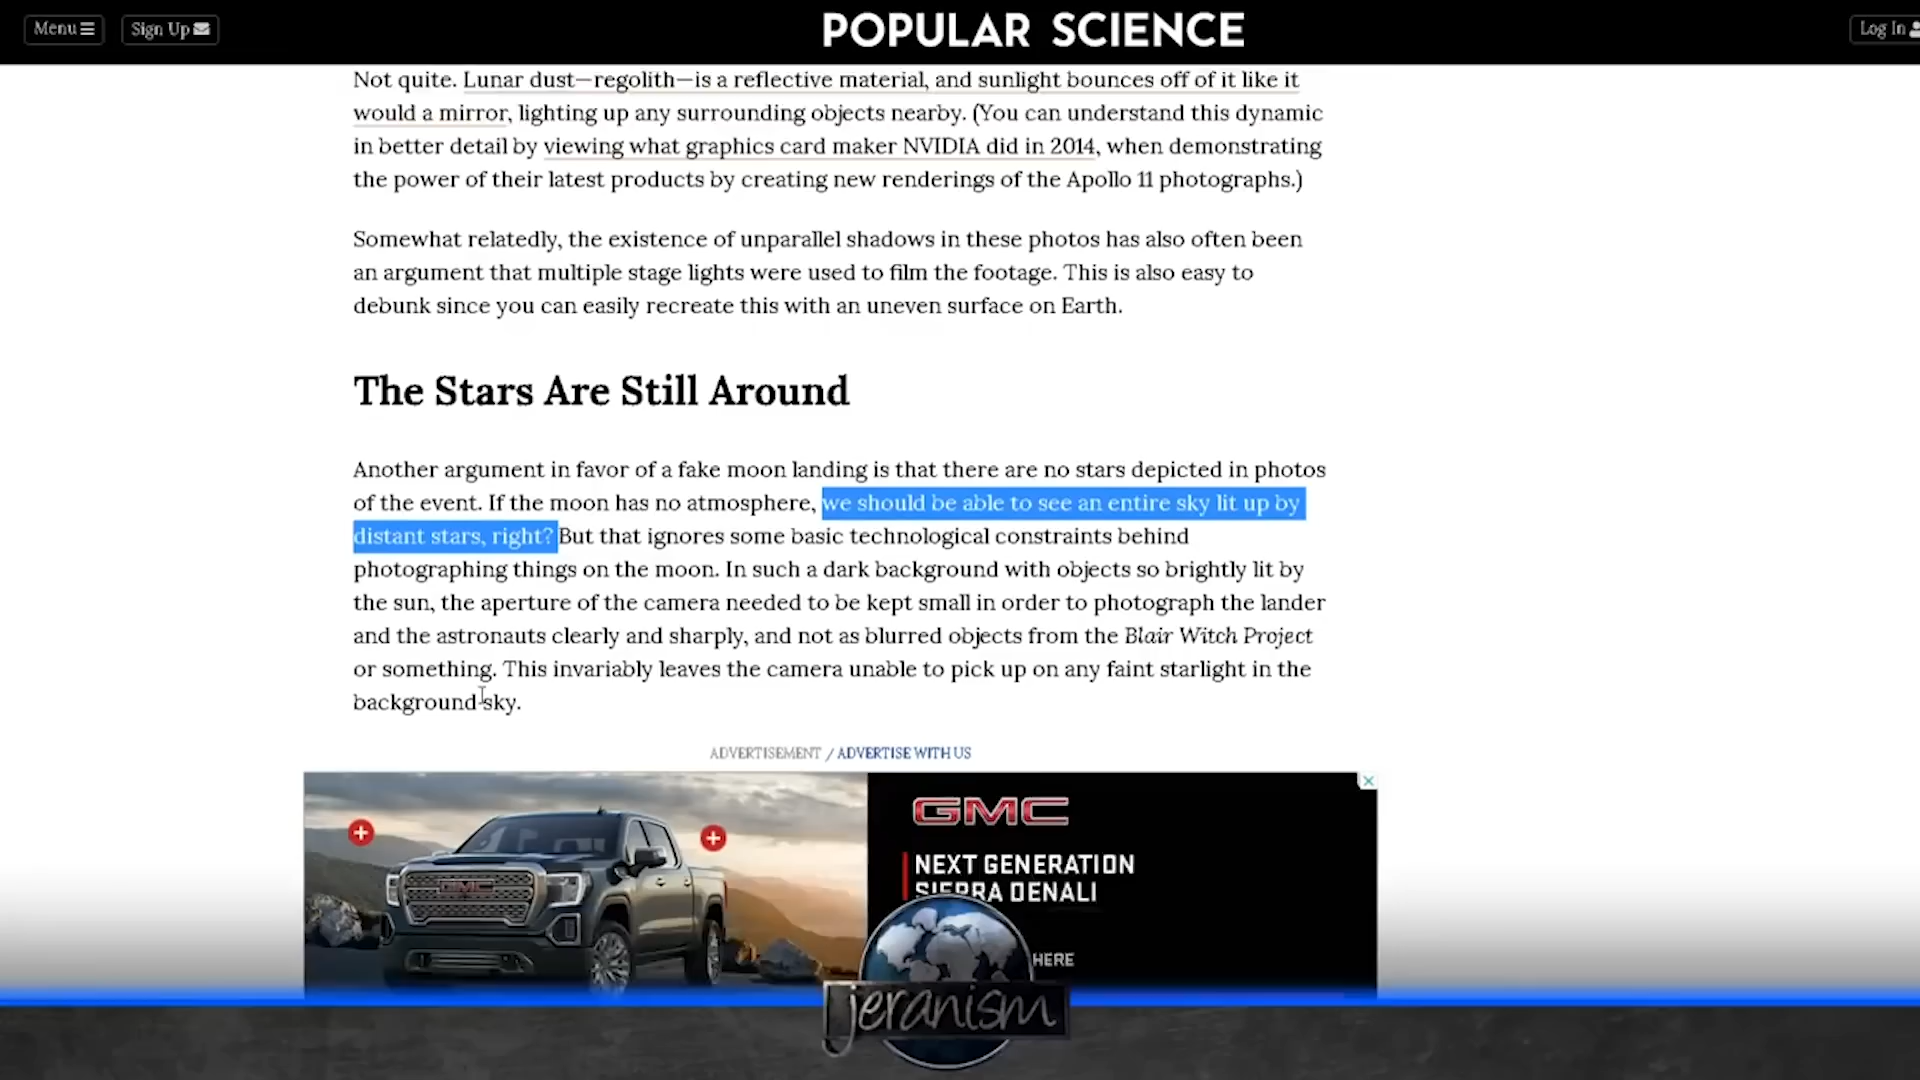 Menu
Sign Up
POPULAR SCIENCE
Log In
Not quite. Lunar dust—regolith—is a reflective material, and sunlight bounces off of it like it
would a mirror, lighting up any surrounding objects nearby. (You can understand this dynamic
in better detail by viewing what graphics card maker NVIDIA did in 2014, when demonstrating
the power of their latest products by creating new renderings of the Apollo 11 photographs.)
Somewhat relatedly, the existence of unparallel shadows in these photos has also often been
an argument that multiple stage lights were used to film the footage. This is also easy to
debunk since you can easily recreate this with an uneven surface on Earth.
The Stars Are Still Around
Another argument in favor of a fake moon landing is that there are no stars depicted in photos
of the event. If the moon has no atmosphere, we should be able to see an entire sky lit up by
distant stars, right? But that ignores some basic technological constraints behind
photographing things on the moon. In such a dark background with objects so brightly lit by
the sun, the aperture of the camera needed to be kept small in order to photograph the lander
and the astronauts clearly and sharply, and not as blurred objects from the Blair Witch Project
or something. This invariably leaves the camera unable to pick up on any faint starlight in the
background sky.
ADVERTISEMENT / ADVERTISE WITH US
GMC
GMC
NEXT GENERATION
SIERRA DENALI
HERE
jeranism